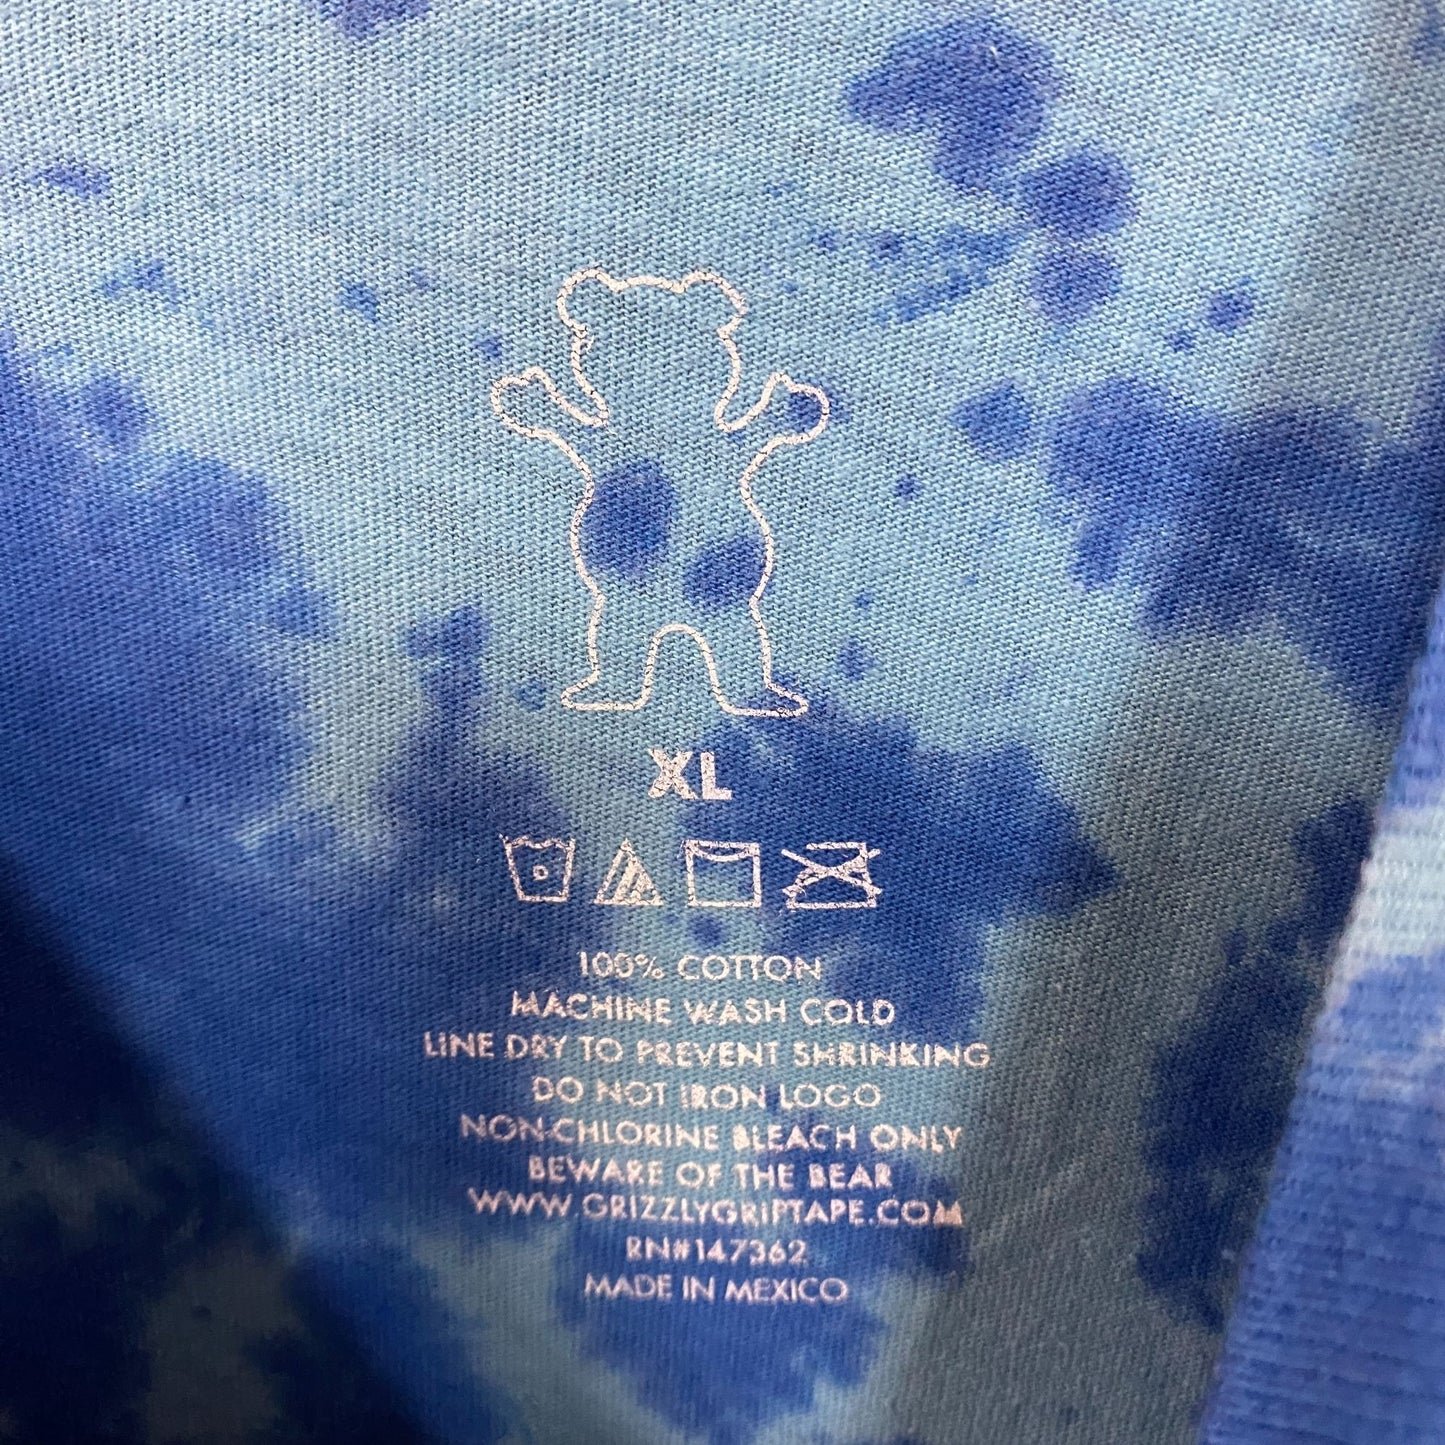 XL
100% COTTON
MACHINE WASH COLD
LINE DRY TO PREVENT SHRINKING
DO NOT IRON LOGO
NON-CHLORINE BLEACH ONLY
BEWARE OF THE BEAR
WWW.GRIZZLYGRIPTAPE.COM
RN#147362
MADE IN MEXICO